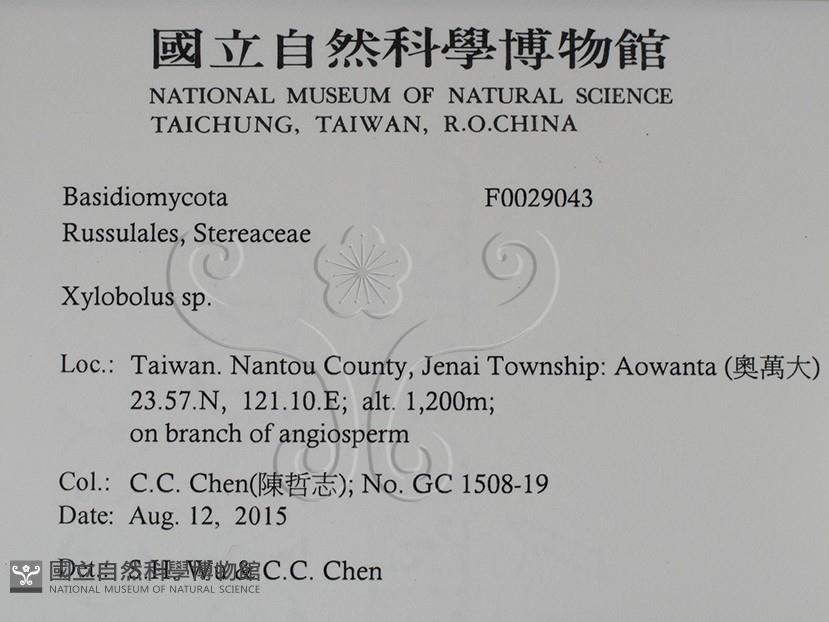 國立自然科學博物館
NATIONAL MUSEUM OF NATURAL SCIENCE
TAICHUNG, TAIWAN, R.O.CHINA
Basidiomycota F0029043
Russulales, Stereaceae
Xylobolus sp.
Loc.: Taiwan. Nantou County, Jenai Township: Aowanta (奧萬大)
23.57.N, 121.10.E; alt. 1,200m;
on branch of angiosperm
Col.: C.C. Chen(陳哲志); No. GC 1508-19
Date: Aug. 12, 2015
Det.: S.H. Wu & C.C. Chen
國立自然科學博物館
NATIONAL MUSEUM OF NATURAL SCIENCE